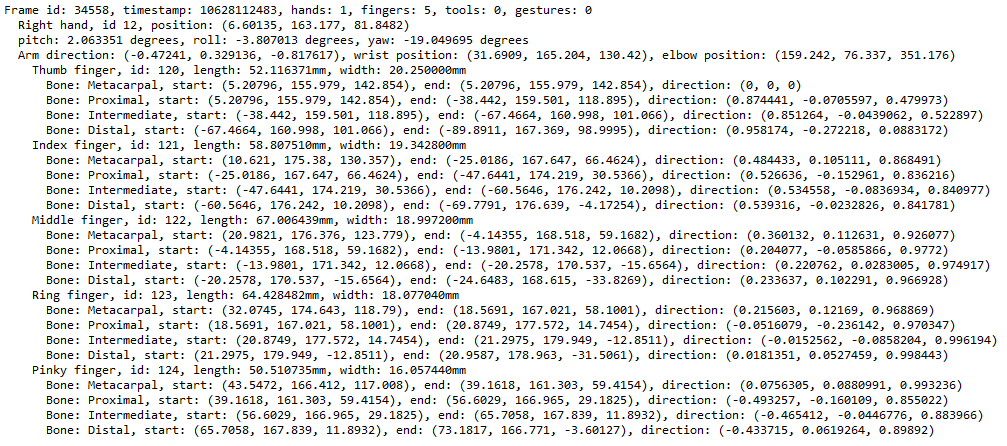 Frame id: 34558, timestamp: 10628112483, hands: 1, fingers: 5, tools: 0, gestures: 0
Right hand, id 12, position: (6.60135, 163.177, 81.8482)
pitch: 2.063351 degrees, roll: -3.807013 degrees, yaw: -19.049695 degrees
Arm direction: (-0.47241, 0.329136, -0.817617), wrist position: (31.6909, 165.204, 130.42), elbow position: (159.242, 76.337, 351.176)
Thumb finger, id: 120, length: 52.116371mm, width: 20.250000mm
Bone: Metacarpal, start: (5.20796, 155.979, 142.854), end: (5.20796, 155.979, 142.854), direction: (0, 0, 0)
Bone: Proximal, start: (5.20796, 155.979, 142.854), end: (-38.442, 159.501, 118.895), direction: (0.874441, -0.0705597, 0.479973)
Bone: Intermediate, start: (-38.442, 159.501, 118.895), end: (-67.4664, 160.998, 101.066), direction: (0.851264, -0.0439062, 0.522897)
Bone: Distal, start: (-67.4664, 160.998, 101.066), end: (-89.8911, 167.369, 98.9995), direction: (0.958174, -0.272218, 0.0883172)
Index finger, id: 121, length: 58.807510mm, width: 19.342800mm
Bone: Metacarpal, start: (10.621, 175.38, 130.357), end: (-25.0186, 167.647, 66.4624), direction: (0.484433, 0.105111, 0.868491)
Bone: Proximal, start: (-25.0186, 167.647, 66.4624), end: (-47.6441, 174.219, 30.5366), direction: (0.526636, -0.152961, 0.836216)
Bone: Intermediate, start: (-47.6441, 174.219, 30.5366), end: (-60.5646, 176.242, 10.2098), direction: (0.534558, -0.0836934, 0.840977)
Bone: Distal, start: (-60.5646, 176.242, 10.2098), end: (-69.7791, 176.639, -4.17254), direction: (0.539316, -0.0232826, 0.841781)
Middle finger, id: 122, length: 67.006439mm, width: 18.997200mm
Bone: Metacarpal, start: (20.9821, 176.376, 123.779), end: (-4.14355, 168.518, 59.1682), direction: (0.360132, 0.112631, 0.926077)
Bone: Proximal, start: (-4.14355, 168.518, 59.1682), end: (-13.9801, 171.342, 12.0668), direction: (0.204077, -0.0585866, 0.9772)
Bone: Intermediate, start: (-13.9801, 171.342, 12.0668), end: (-20.2578, 170.537, -15.6564), direction: (0.220762, 0.0283005, 0.974917)
Bone: Distal, start: (-20.2578, 170.537, -15.6564), end: (-24.6483, 168.615, -33.8269), direction: (0.233637, 0.102291, 0.966928)
Ring finger, id: 123, length: 64.428482mm, width: 18.077040mm
Bone: Metacarpal, start: (32.0745, 174.643, 118.79), end: (18.5691, 167.021, 58.1001), direction: (0.215603, 0.12169, 0.968869)
Bone: Proximal, start: (18.5691, 167.021, 58.1001), end: (20.8749, 177.572, 14.7454), direction: (-0.0516079, -0.236142, 0.970347)
Bone: Intermediate, start: (20.8749, 177.572, 14.7454), end: (21.2975, 179.949, -12.8511), direction: (-0.0152562, -0.0858204, 0.996194)
Bone: Distal, start: (21.2975, 179.949, -12.8511), end: (20.9587, 178.963, -31.5061), direction: (0.0181351, 0.0527459, 0.998443)
Pinky finger, id: 124, length: 50.510735mm, width: 16.057440mm
Bone: Metacarpal, start: (43.5472, 166.412, 117.008), end: (39.1618, 161.303, 59.4154), direction: (0.0756305, 0.0880991, 0.993236)
Bone: Proximal, start: (39.1618, 161.303, 59.4154), end: (56.6029, 166.965, 29.1825), direction: (-0.493257, -0.160109, 0.855022)
Bone: Intermediate, start: (56.6029, 166.965, 29.1825), end: (65.7058, 167.839, 11.8932), direction: (-0.465412, -0.0446776, 0.883966)
Bone: Distal, start: (65.7058, 167.839, 11.8932), end: (73.1817, 166.771, -3.60127), direction: (-0.433715, 0.0619264, 0.89892)